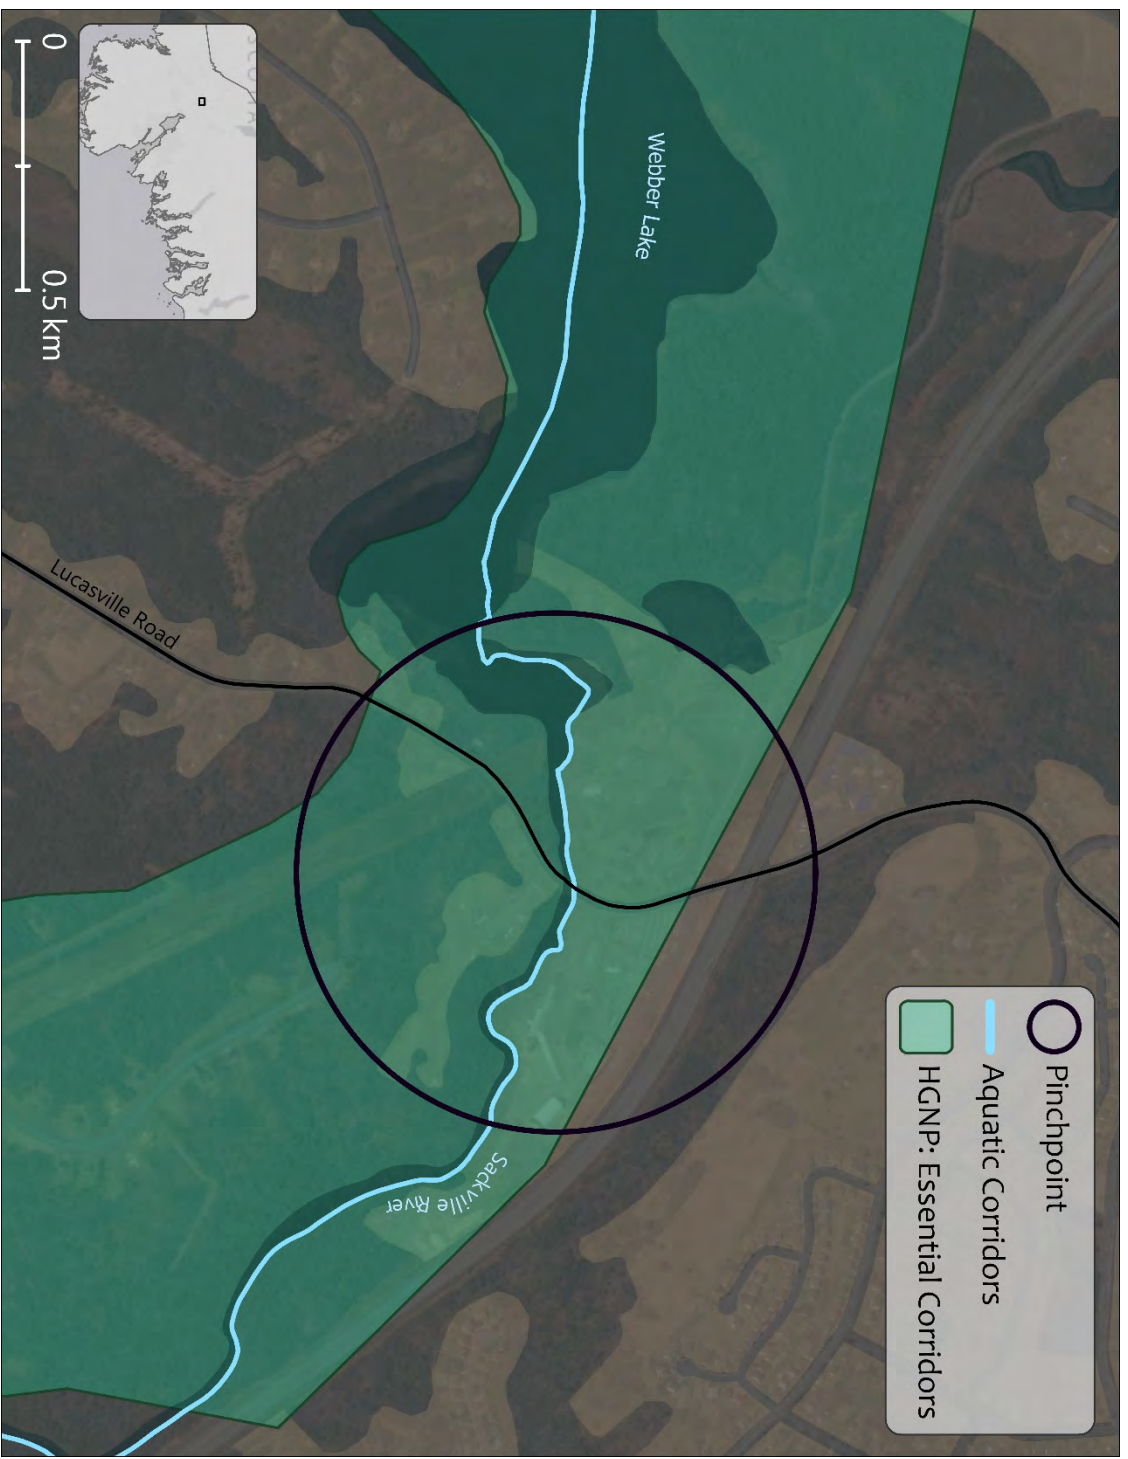 Pinchpoint
Aquatic Corridors
HGNP: Essential Corridors
Webber Lake
Lucasville Road
Sackville River
0
0.5 km